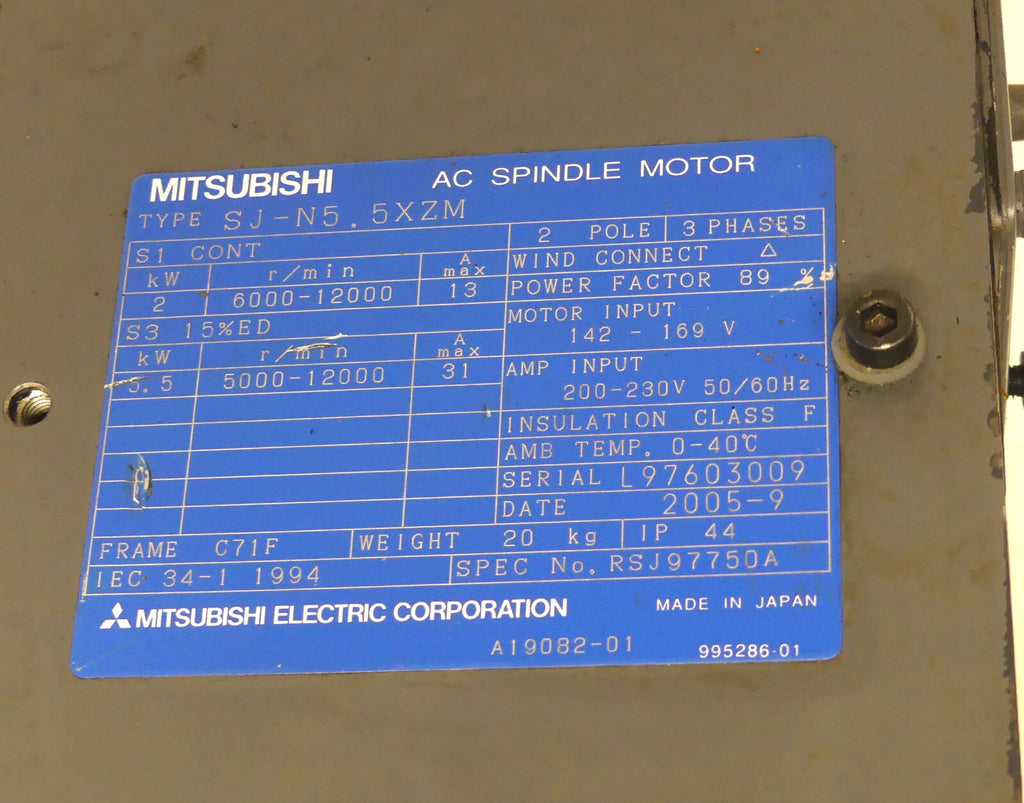 MITSUBISHI AC SPINDLE MOTOR
TYPE SJ-N5.5XZM
2 POLE 3 PHASES
S1 CONT
WIND CONNECT △
kW r/min A max
POWER FACTOR 89 %
2 6000-12000 13
MOTOR INPUT
142 - 169 V
S3 15%ED
kW r/min A max
AMP INPUT
5.5 5000-12000 31
200-230V 50/60Hz
INSULATION CLASS F
AMB TEMP. 0-40℃
SERIAL L97603009
DATE 2005-9
FRAME C71F WEIGHT 20 kg IP 44
IEC 34-1 1994 SPEC No. RSJ97750A
MITSUBISHI ELECTRIC CORPORATION MADE IN JAPAN
A19082-01 995286-01